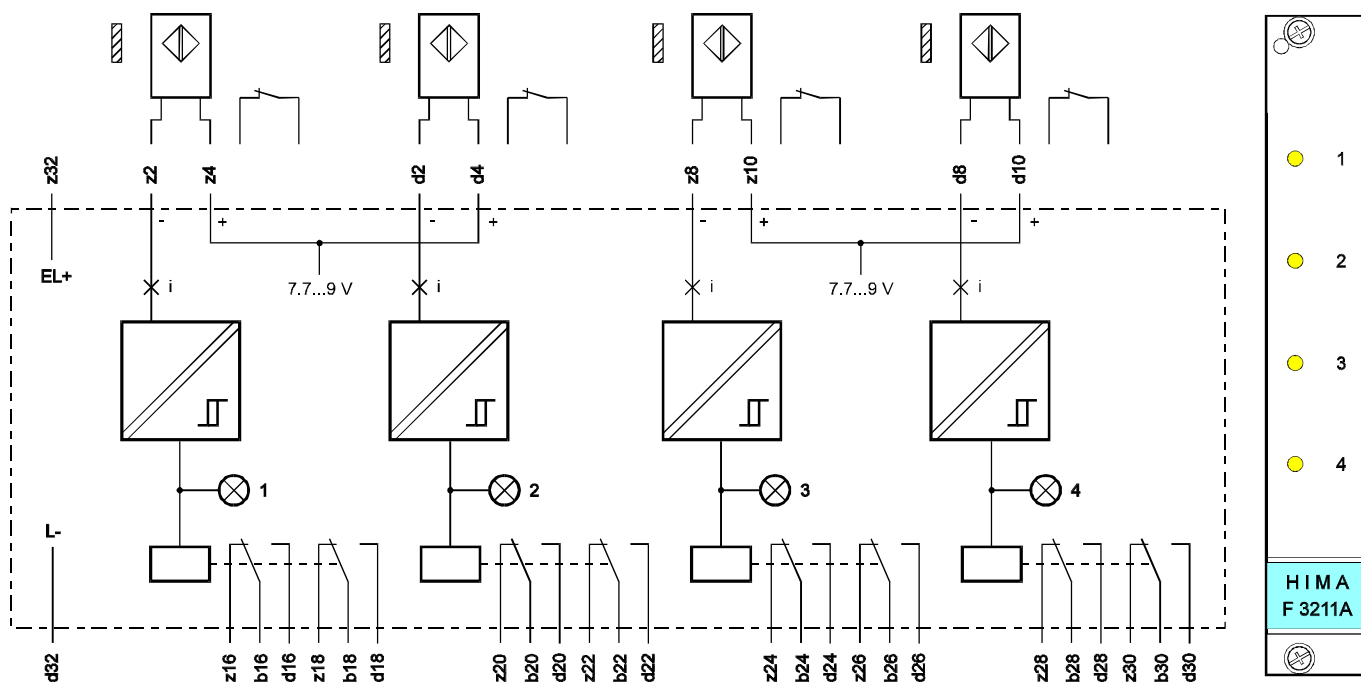 z32 z2 z4 d2 d4 z8 z10 d8 d10
- + - + - + - +
EL+ i 7.7...9 V i i 7.7...9 V i
1 2 3 4
L-
d32 z16 b16 d16 z18 b18 d18 z20 b20 d20 z22 b22 d22 z24 b24 d24 z26 b26 d26 z28 b28 d28 z30 b30 d30
1
2
3
4
HIMA
F 3211A